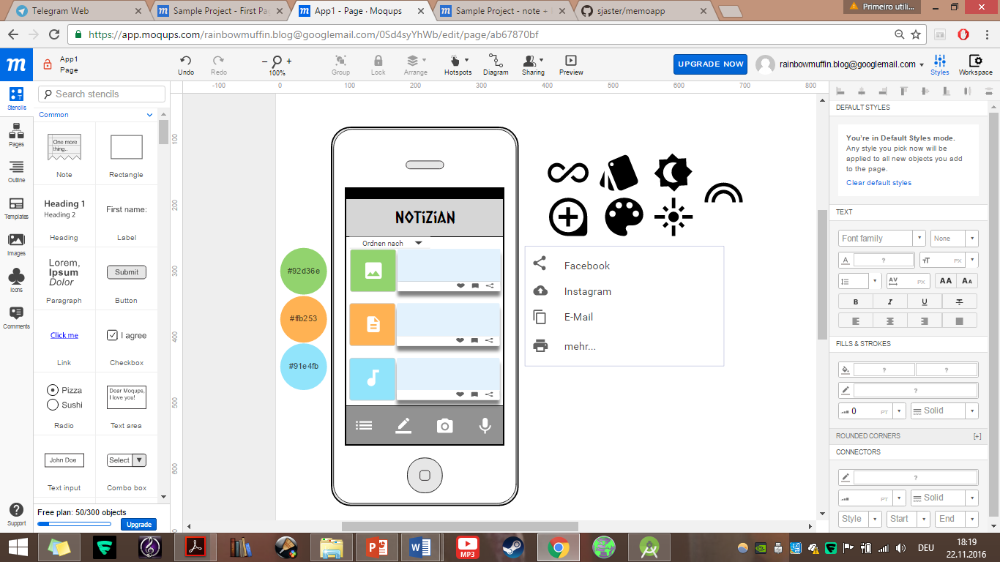 Telegram Web
Sample Project - First Pa
App1 - Page · Moqups
Sample Project - note +
sjaster/memoapp
Primeiro utili...
https://app.moqups.com/rainbowmuffin.blog@googlemail.com/0Sd4syYhWb/edit/page/ab67870bf
m
App1
Page
Undo
Redo
100%
Group
Lock
Arrange
Hotspots
Diagram
Sharing
Preview
UPGRADE NOW
rainbowmuffin.blog@googlemail.com
Styles
Workspace
Stencils
Pages
Outline
Templates
Images
Icons
Comments
Support
Search stencils
Common
One more
thing..
Note
Rectangle
Heading 1
Heading 2
First name:
Heading
Label
Lorem,
Ipsum
Dolor
Submit
Paragraph
Button
Click me
I agree
Link
Checkbox
Pizza
Sushi
Dear Moqups,
I love you!
Radio
Text area
John Doe
Select
Text input
Combo box
Free plan: 50/300 objects
Upgrade
-100
0
100
200
300
400
500
600
700
800
100
200
300
400
500
600
NOTiZiAN
Ordnen nach
#92d36e
#ffb253
#91e4fb
Facebook
Instagram
E-Mail
mehr...
DEFAULT STYLES
You're in Default Styles mode.
Any style you pick now will be
applied to all new objects you add
to the page.
Clear default styles
TEXT
Font family
None
A
?
TT
PX
AV
PX
AA
AA
B
I
U
T
FILLS & STROKES
?
?
?
0
PT
Solid
ROUNDED CORNERS
[+]
CONNECTORS
?
PT
Solid
Style
Start
End
MP3
DEU
18:19
22.11.2016